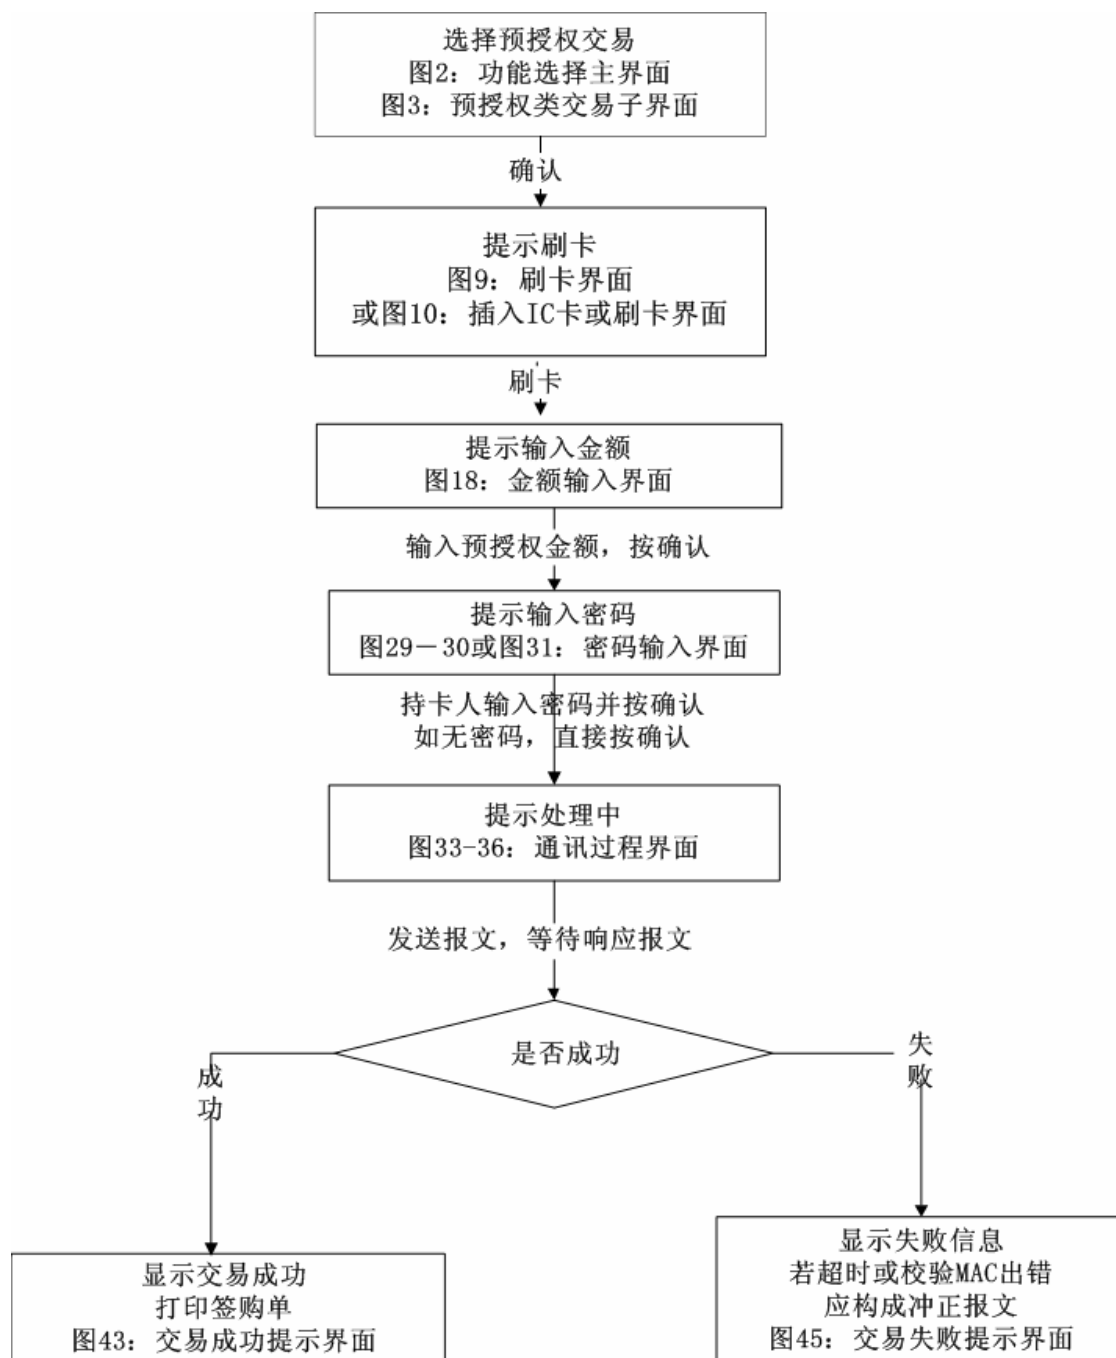 选择预授权交易
图2：功能选择主界面
图3：预授权类交易子界面
确认
提示刷卡
图9：刷卡界面
或图10：插入IC卡或刷卡界面
刷卡
提示输入金额
图18：金额输入界面
输入预授权金额，按确认
提示输入密码
图29－30或图31：密码输入界面
持卡人输入密码并按确认
如无密码，直接按确认
提示处理中
图33-36：通讯过程界面
发送报文，等待响应报文
是否成功
成功
失败
显示交易成功
打印签购单
图43：交易成功提示界面
显示失败信息
若超时或校验MAC出错
应构成冲正报文
图45：交易失败提示界面